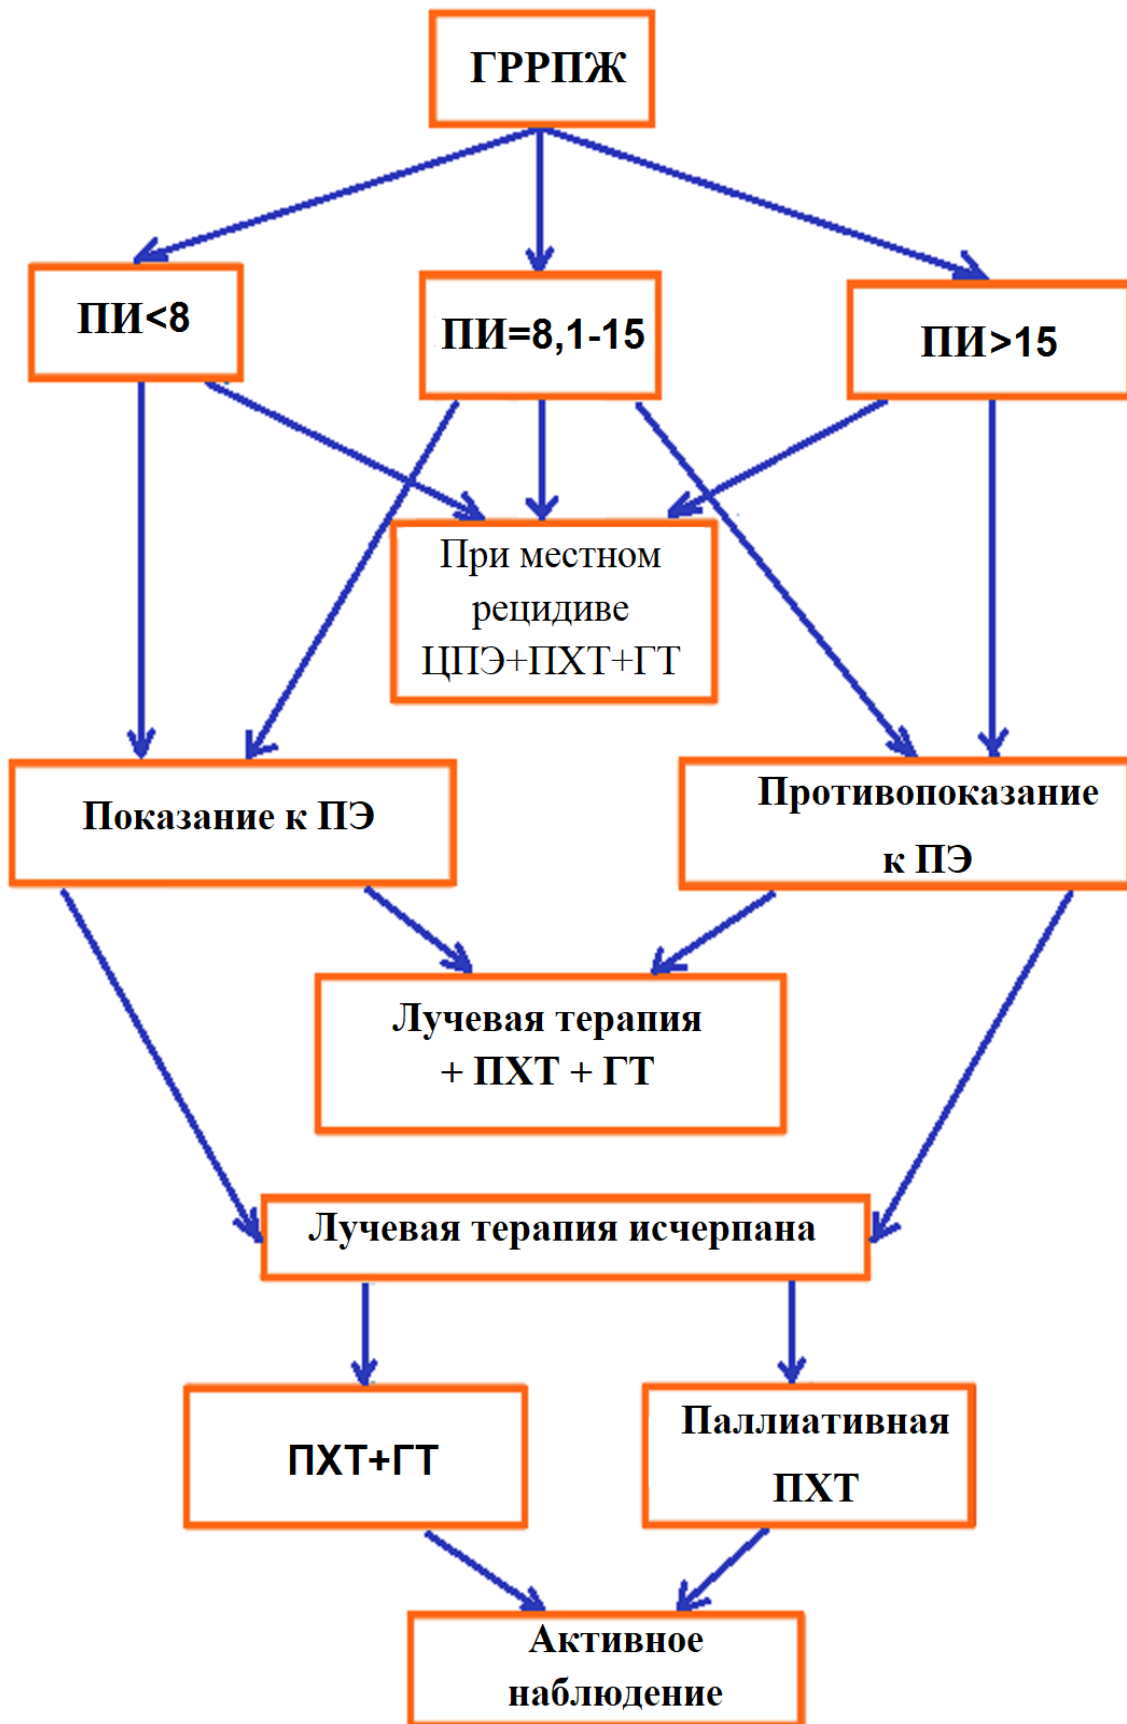 ГРРПЖ
ПИ<8
ПИ=8,1-15
ПИ>15
При местном
рецидиве
ЦПЭ+ПХТ+ГТ
Показание к ПЭ
Противопоказание
к ПЭ
Лучевая терапия
+ ПХТ + ГТ
Лучевая терапия исчерпана
ПХТ+ГТ
Паллиативная
ПХТ
Активное
наблюдение